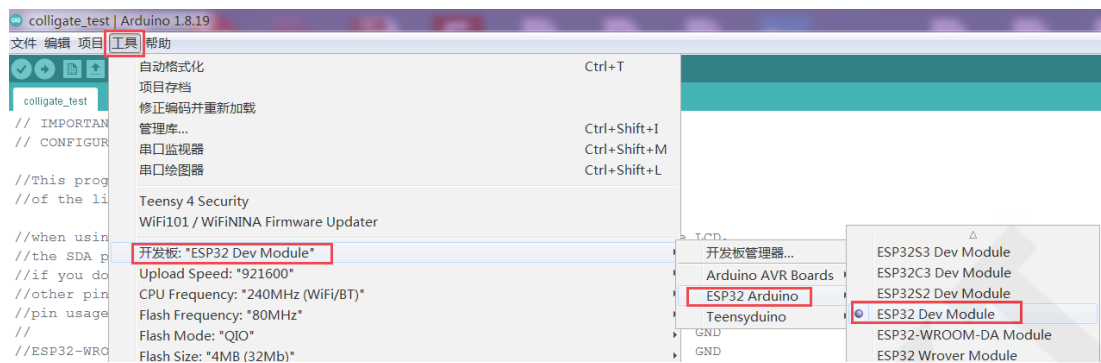 colligate_test | Arduino 1.8.19
文件 编辑 项目 工具 帮助
colligate_test
// IMPORTAN
// CONFIGUR
//This prog
//of the li
//when usin
//the SDA p
//if you do
//other pin
//pin usage
//
//ESP32-WRO
自动格式化 Ctrl+T
项目存档
修正编码并重新加载
管理库... Ctrl+Shift+I
串口监视器 Ctrl+Shift+M
串口绘图器 Ctrl+Shift+L
Teensy 4 Security
WiFi101 / WiFiNINA Firmware Updater
开发板: "ESP32 Dev Module"
Upload Speed: "921600"
CPU Frequency: "240MHz (WiFi/BT)"
Flash Frequency: "80MHz"
Flash Mode: "QIO"
Flash Size: "4MB (32Mb)"
LCD,
开发板管理器...
Arduino AVR Boards
ESP32 Arduino
Teensyduino
GND
GND
ESP32S3 Dev Module
ESP32C3 Dev Module
ESP32S2 Dev Module
ESP32 Dev Module
ESP32-WROOM-DA Module
ESP32 Wrover Module